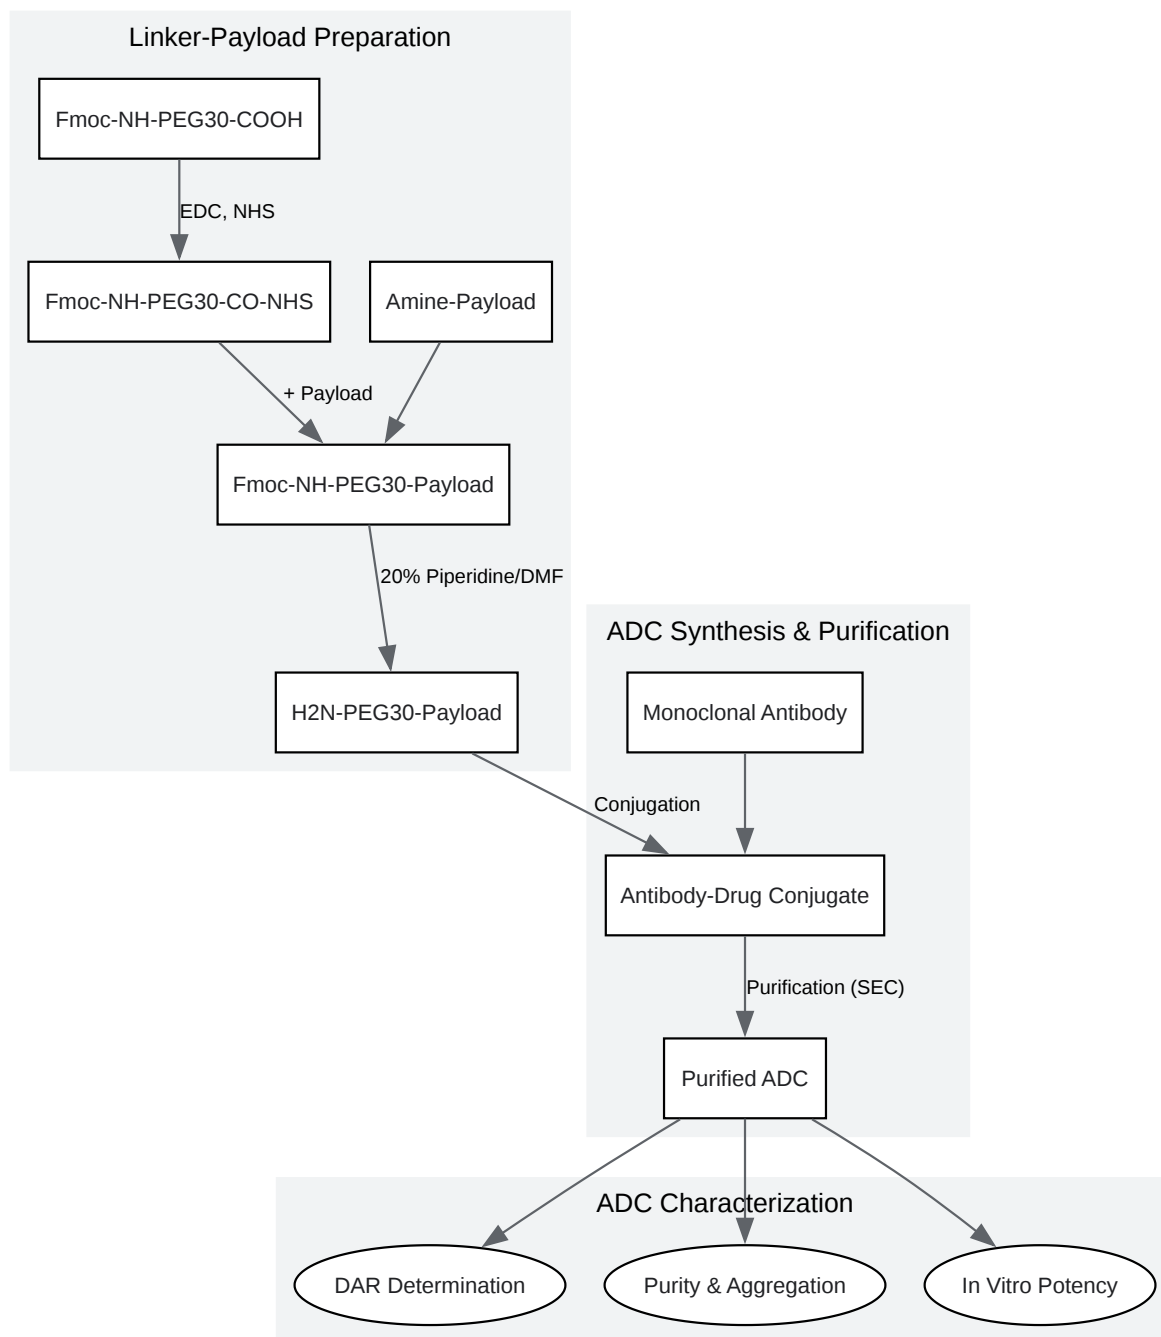 Linker-Payload Preparation
Fmoc-NH-PEG30-COOH
EDC, NHS
Fmoc-NH-PEG30-CO-NHS
Amine-Payload
+ Payload
Fmoc-NH-PEG30-Payload
20% Piperidine/DMF
H2N-PEG30-Payload
ADC Synthesis & Purification
Monoclonal Antibody
Conjugation
Antibody-Drug Conjugate
Purification (SEC)
Purified ADC
ADC Characterization
DAR Determination
Purity & Aggregation
In Vitro Potency